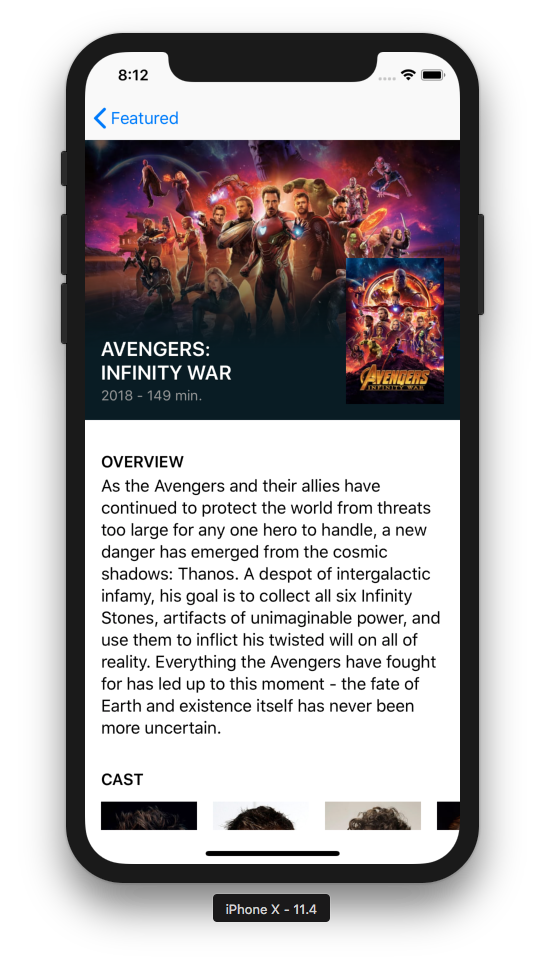 8:12
Featured
AVENGERS:
INFINITY WAR
2018 - 149 min.
AVENGERS
INFINITY WAR
OVERVIEW
As the Avengers and their allies have
continued to protect the world from threats
too large for any one hero to handle, a new
danger has emerged from the cosmic
shadows: Thanos. A despot of intergalactic
infamy, his goal is to collect all six Infinity
Stones, artifacts of unimaginable power, and
use them to inflict his twisted will on all of
reality. Everything the Avengers have fought
for has led up to this moment - the fate of
Earth and existence itself has never been
more uncertain.
CAST
iPhone X - 11.4